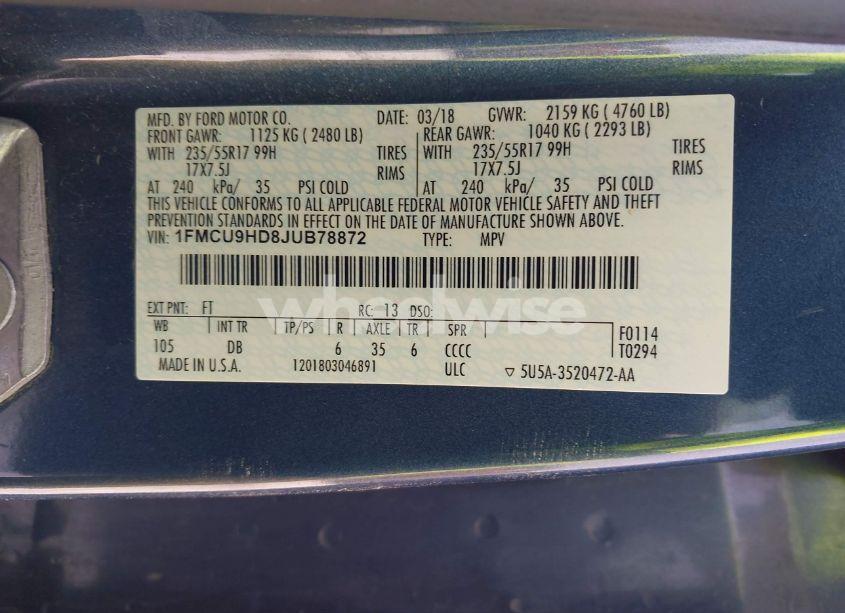 MFD. BY FORD MOTOR CO. DATE: 03/18 GVWR: 2159 KG ( 4760 LB)
FRONT GAWR: 1125 KG ( 2480 LB) REAR GAWR: 1040 KG ( 2293 LB)
WITH 235/55R17 99H TIRES WITH 235/55R17 99H TIRES
17X7.5J RIMS 17X7.5J RIMS
AT 240 kPa/ 35 PSI COLD AT 240 kPa/ 35 PSI COLD
THIS VEHICLE CONFORMS TO ALL APPLICABLE FEDERAL MOTOR VEHICLE SAFETY AND THEFT
PREVENTION STANDARDS IN EFFECT ON THE DATE OF MANUFACTURE SHOWN ABOVE.
VIN: 1FMCU9HD8JUB78872 TYPE: MPV
wheelwise
EXT PNT: FT RC: 13 DSO:
WB INT TR TP/PS R AXLE TR SPR F0114
105 DB 6 35 6 CCCC T0294
MADE IN U.S.A. 1201803046891 ULC ▽ 5U5A-3520472-AA